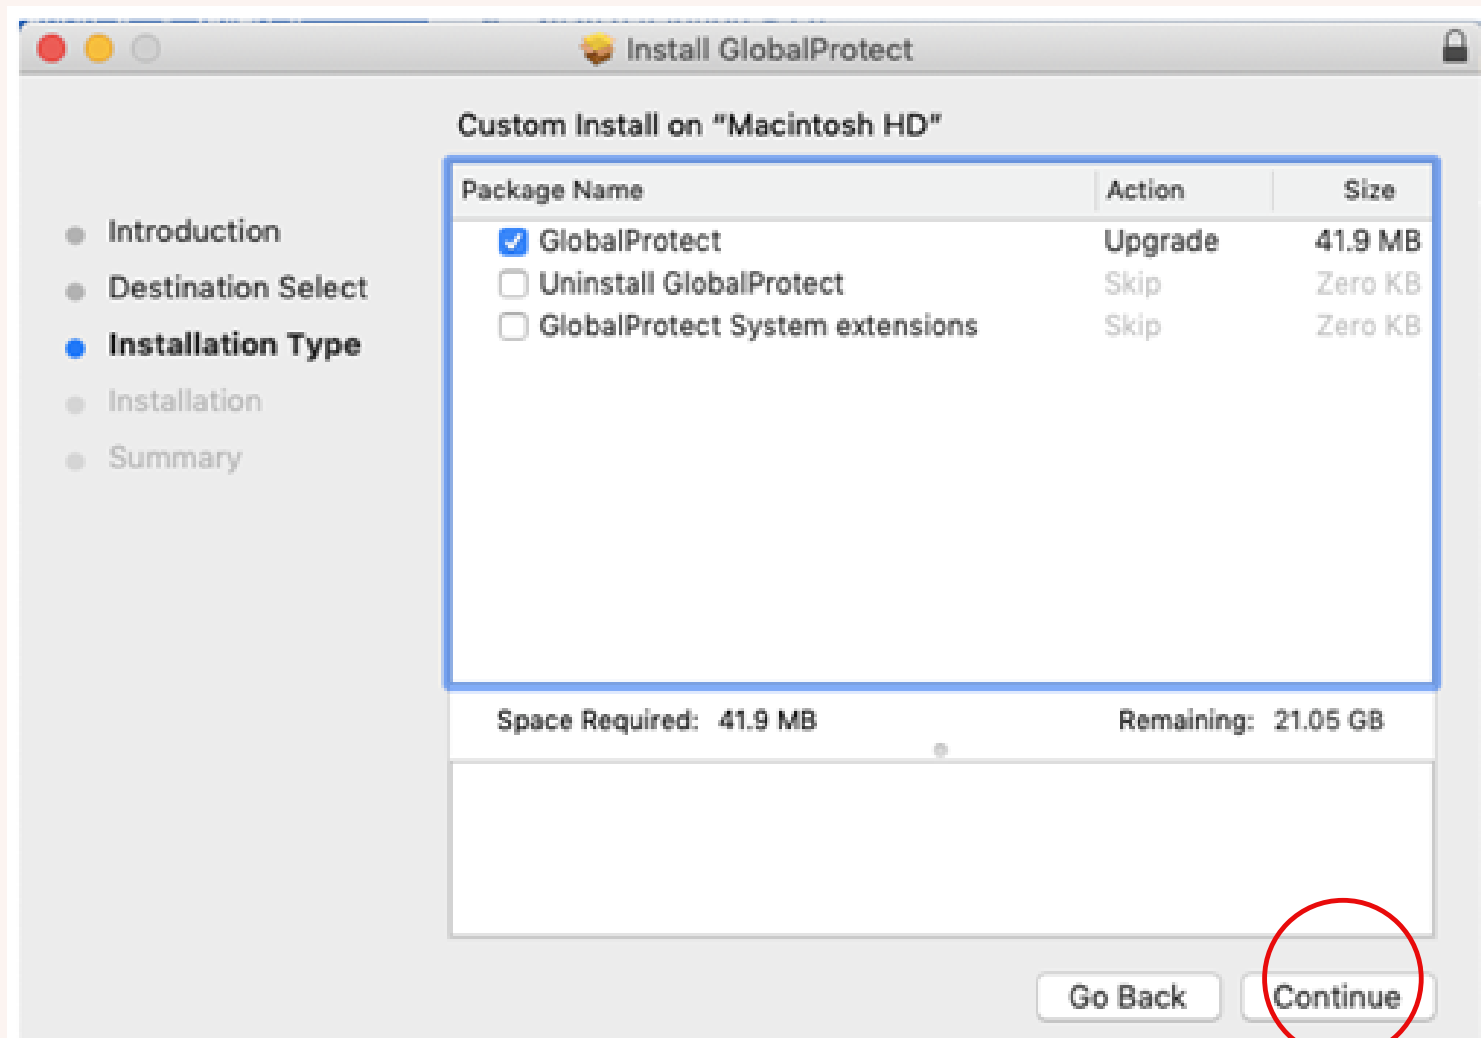 Install GlobalProtect
Custom Install on “Macintosh HD”
Introduction
Destination Select
Installation Type
Installation
Summary
Package Name Action Size
GlobalProtect Upgrade 41.9 MB
Uninstall GlobalProtect Skip Zero KB
GlobalProtect System extensions Skip Zero KB
Space Required: 41.9 MB Remaining: 21.05 GB
Go Back Continue